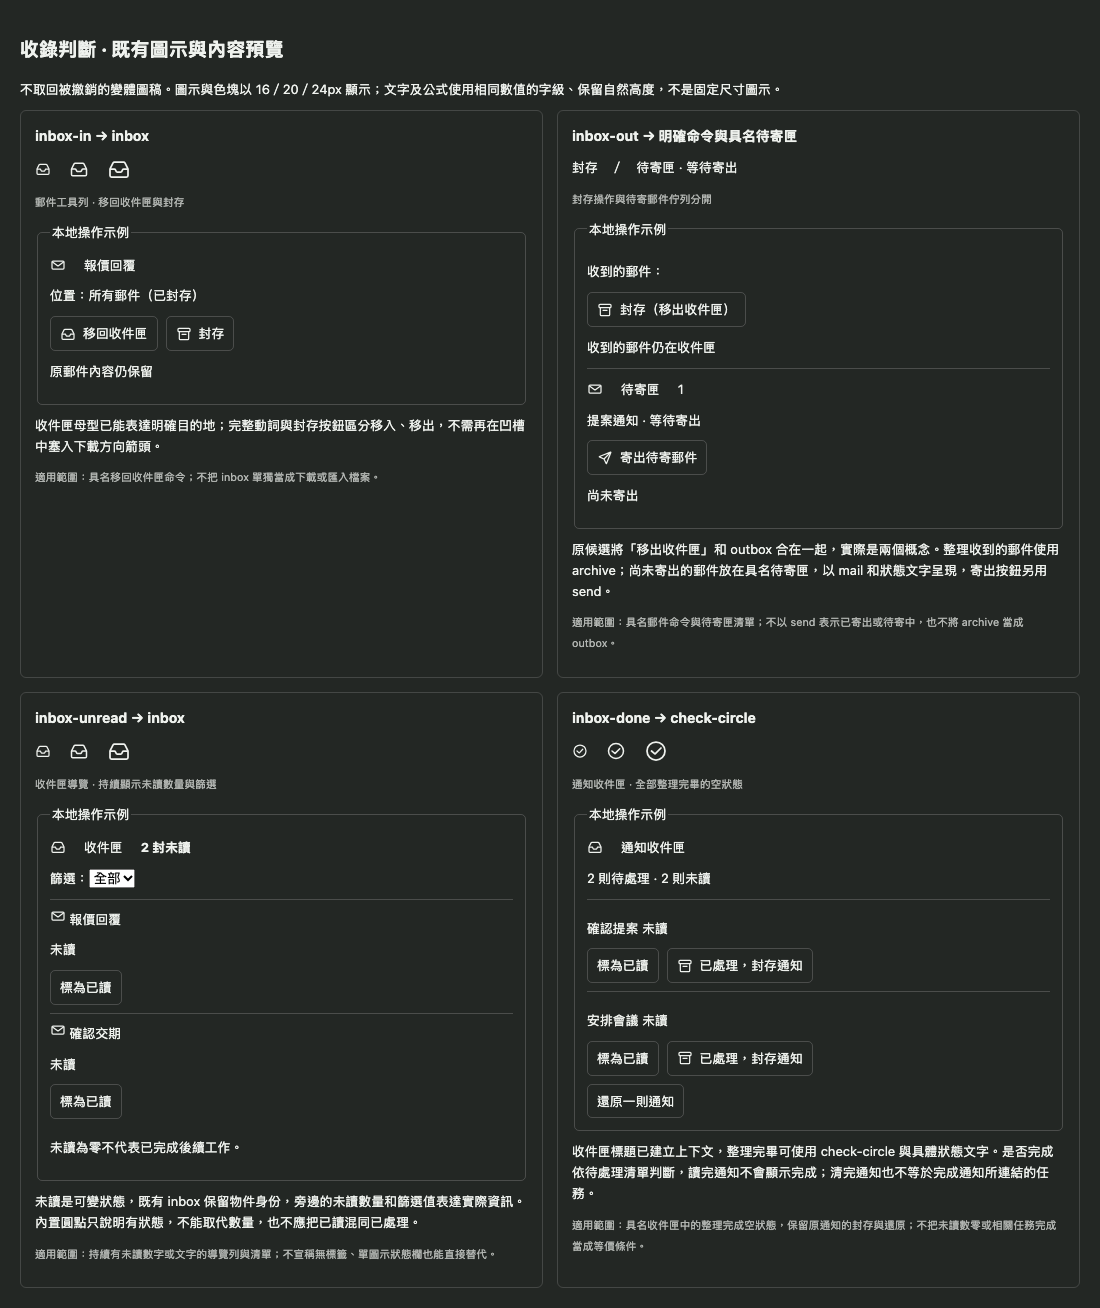 收錄判斷 · 既有圖示與內容預覽
不取回被撤銷的變體圖稿。圖示與色塊以 16 / 20 / 24px 顯示；文字及公式使用相同數值的字級、保留自然高度，不是固定尺寸圖示。
inbox-in → inbox
郵件工具列 · 移回收件匣與封存
本地操作示例
報價回覆
位置：所有郵件（已封存）
移回收件匣
封存
原郵件內容仍保留
收件匣母型已能表達明確目的地；完整動詞與封存按鈕區分移入、移出，不需再在凹槽
中塞入下載方向箭頭。
適用範圍：具名移回收件匣命令；不把 inbox 單獨當成下載或匯入檔案。
inbox-out → 明確命令與具名待寄匣
封存 / 待寄匣 · 等待寄出
封存操作與待寄郵件佇列分開
本地操作示例
收到的郵件：
封存（移出收件匣）
收到的郵件仍在收件匣
待寄匣 1
提案通知 · 等待寄出
寄出待寄郵件
尚未寄出
原候選將「移出收件匣」和 outbox 合在一起，實際是兩個概念。整理收到的郵件使用
archive；尚未寄出的郵件放在具名待寄匣，以 mail 和狀態文字呈現，寄出按鈕另用
send。
適用範圍：具名郵件命令與待寄匣清單；不以 send 表示已寄出或待寄中，也不將 archive 當成
outbox。
inbox-unread → inbox
收件匣導覽 · 持續顯示未讀數量與篩選
本地操作示例
收件匣 2 封未讀
篩選：全部
報價回覆
未讀
標為已讀
確認交期
未讀
標為已讀
未讀為零不代表已完成後續工作。
未讀是可變狀態，既有 inbox 保留物件身份，旁邊的未讀數量和篩選值表達實際資訊。
內置圓點只說明有狀態，不能取代數量，也不應把已讀混同已處理。
適用範圍：持續有未讀數字或文字的導覽列與清單；不宣稱無標籤、單圖示狀態欄也能直接替代。
inbox-done → check-circle
通知收件匣 · 全部整理完畢的空狀態
本地操作示例
通知收件匣
2 則待處理 · 2 則未讀
確認提案 未讀
標為已讀
已處理，封存通知
安排會議 未讀
標為已讀
已處理，封存通知
還原一則通知
收件匣標題已建立上下文，整理完畢可使用 check-circle 與具體狀態文字。是否完成
依待處理清單判斷，讀完通知不會顯示完成；清完通知也不等於完成通知所連結的任
務。
適用範圍：具名收件匣中的整理完成空狀態，保留原通知的封存與還原；不把未讀數零或相關任務完成
當成等價條件。